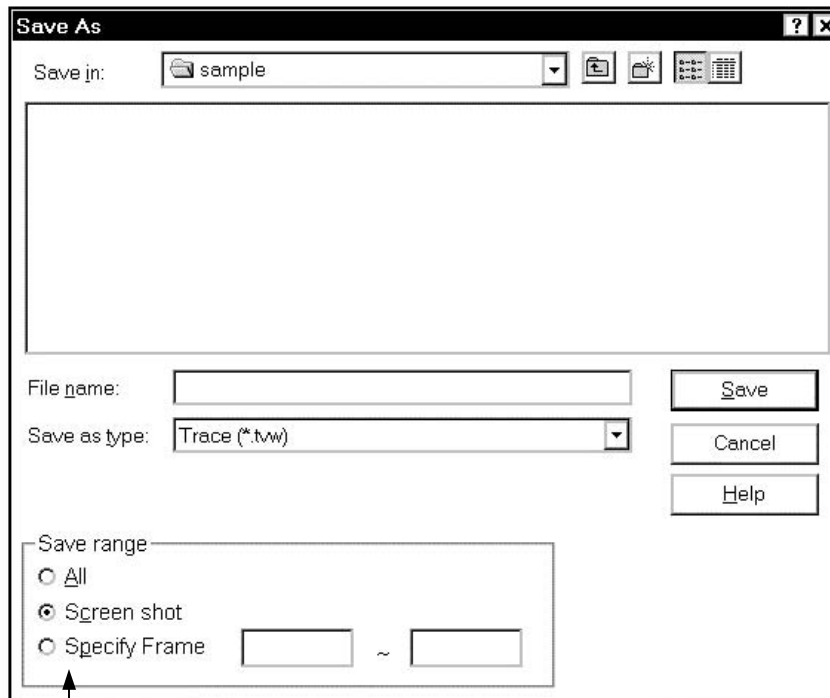 Save As
Save in: sample
File name:
Save
Save as type: Trace (*.tvw)
Cancel
Help
Save range
All
Screen shot
Specify Frame ~